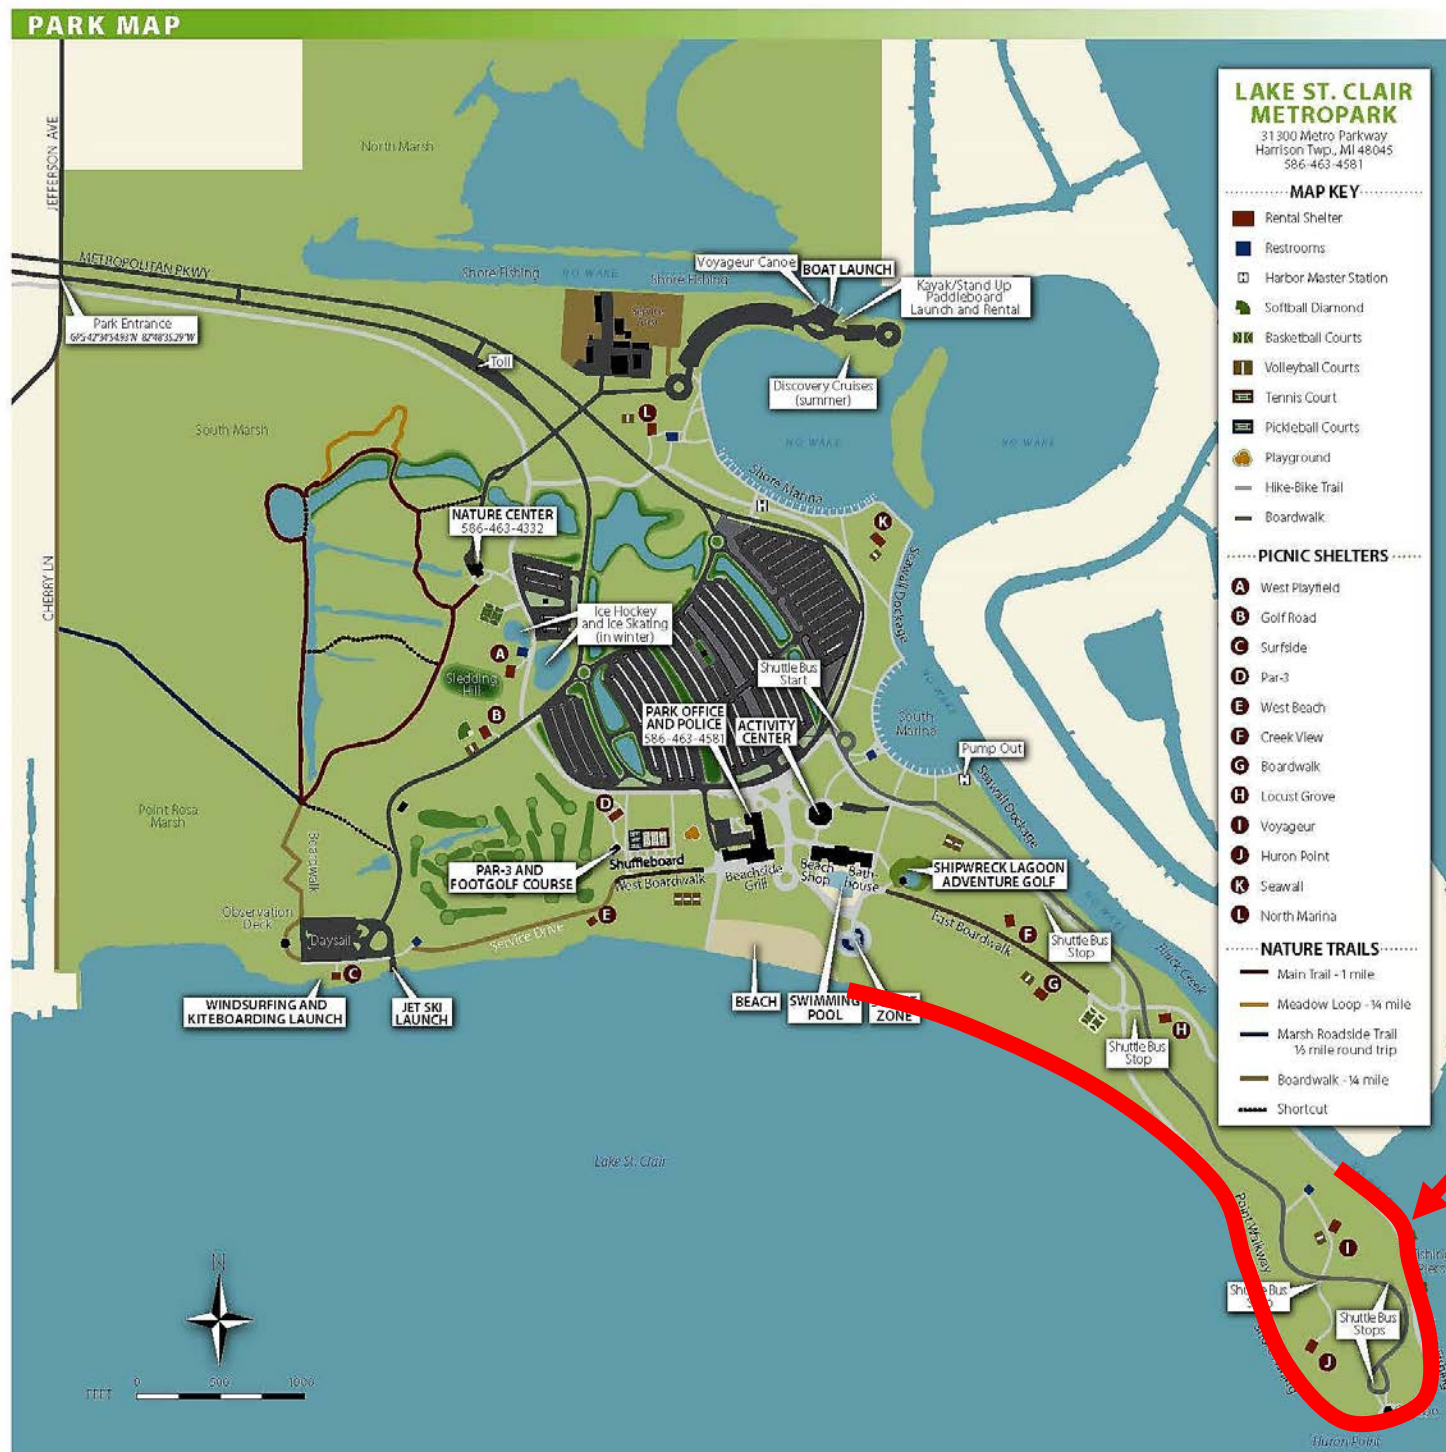 PARK MAP
JEFFERSON AVE
North Marsh
METROPOLITAN PKWY
Shore Fishing
NO WAKE
Shore Fishing
Voyageur Canoe
BOAT LAUNCH
Kayak/Stand Up
Paddleboard
Launch and Rental
Park Entrance
Service
Area
Toll
Discovery Cruises
(summer)
L
South Marsh
NO WAKE
NO WAKE
Shore Marina
H
K
NATURE CENTER
586-463-4332
CHERRY LN
Seawall Dockage
Ice Hockey
and Ice Skating
(in winter)
A
Sledding
Hill
Shuttle Bus
Start
NO WAKE
B
PARK OFFICE
AND POLICE
586-463-4581
ACTIVITY
CENTER
South
Marina
Pump Out
H
Seawall Dockage
Point Rosa
Marsh
Boardwalk
D
PAR-3 AND
FOOTGOLF COURSE
Shuffleboard
West Boardwalk
Beachside
Grill
Beach
Shop
Bath-
house
SHIPWRECK LAGOON
ADVENTURE GOLF
Observation
Deck
Daysail
Service Drive
E
East Boardwalk
F
Shuttle Bus
Stop
NO WAKE
Black Creek
C
G
WINDSURFING AND
KITEBOARDING LAUNCH
JET SKI
LAUNCH
BEACH
SWIMMING
POOL
ZONE
H
Shuttle Bus
Stop
Lake St. Clair
Point Walkway
I
Shuttle Bus
Shuttle Bus
Stops
J
Huron Point
N
FEET
0
500
1000
LAKE ST. CLAIR
METROPARK
31300 Metro Parkway
Harrison Twp., MI 48045
586-463-4581
MAP KEY
Rental Shelter
Restrooms
H Harbor Master Station
Softball Diamond
Basketball Courts
Volleyball Courts
Tennis Court
Pickleball Courts
Playground
Hike-Bike Trail
Boardwalk
PICNIC SHELTERS
A West Playfield
B Golf Road
C Surfside
D Par-3
E West Beach
F Creek View
G Boardwalk
H Locust Grove
I Voyageur
J Huron Point
K Seawall
L North Marina
NATURE TRAILS
Main Trail - 1 mile
Meadow Loop - ¼ mile
Marsh Roadside Trail
⅓ mile round trip
Boardwalk - ¼ mile
Shortcut